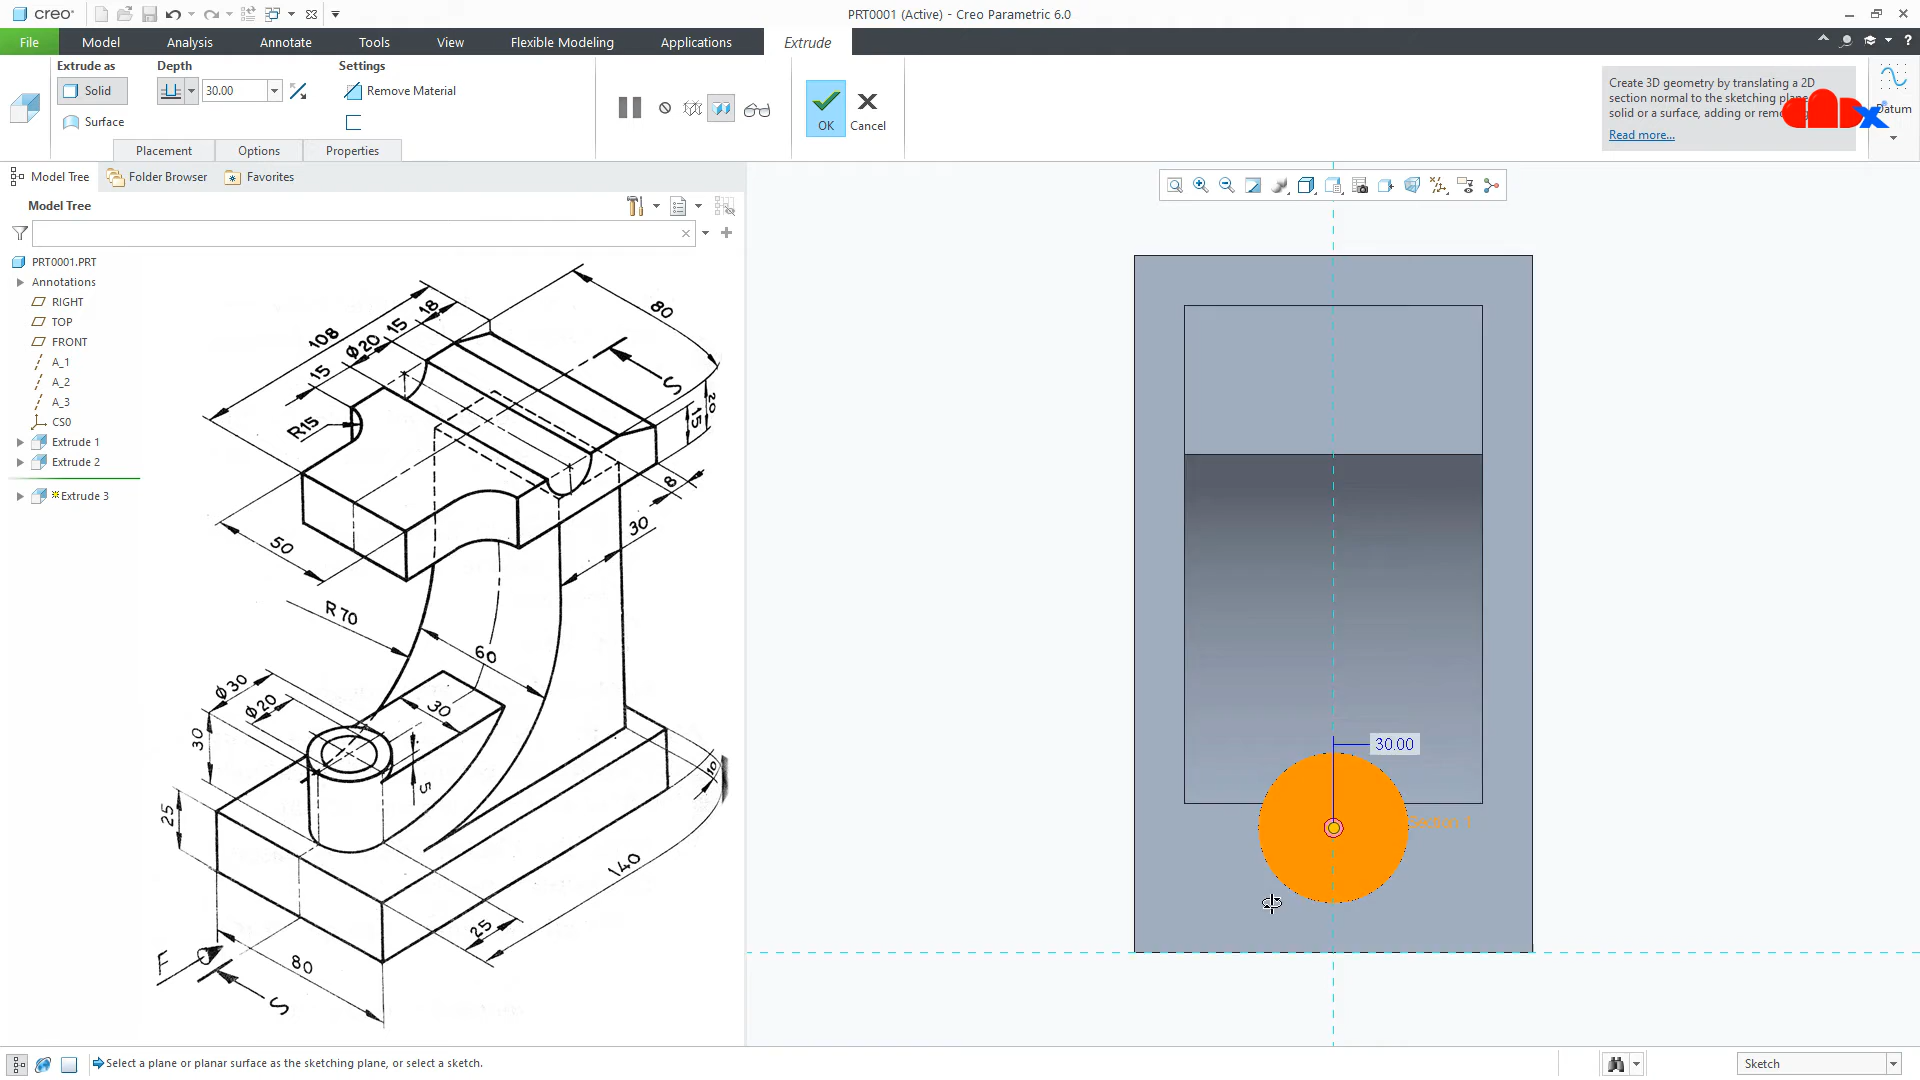 creo
PRT0001 (Active) - Creo Parametric 6.0
File
Model
Analysis
Annotate
Tools
View
Flexible Modeling
Applications
Extrude
Extrude as
Depth
Settings
Solid
30.00
Remove Material
Surface
OK
Cancel
Placement
Options
Properties
Create 3D geometry by translating a 2D
section normal to the sketching plane
solid or a surface, adding or
Read more...
Datum
Model Tree
Folder Browser
Favorites
Model Tree
PRT0001.PRT
Annotations
RIGHT
TOP
FRONT
A_1
A_2
A_3
CS0
Extrude 1
Extrude 2
Extrude 3
108
Φ20
15
18
80
15
R15
S
20
15
8
30
50
R 70
60
Φ30
Φ20
30
30
5
10
25
140
25
F
80
S
30.00
Section 1
Select a plane or planar surface as the sketching plane, or select a sketch.
Sketch